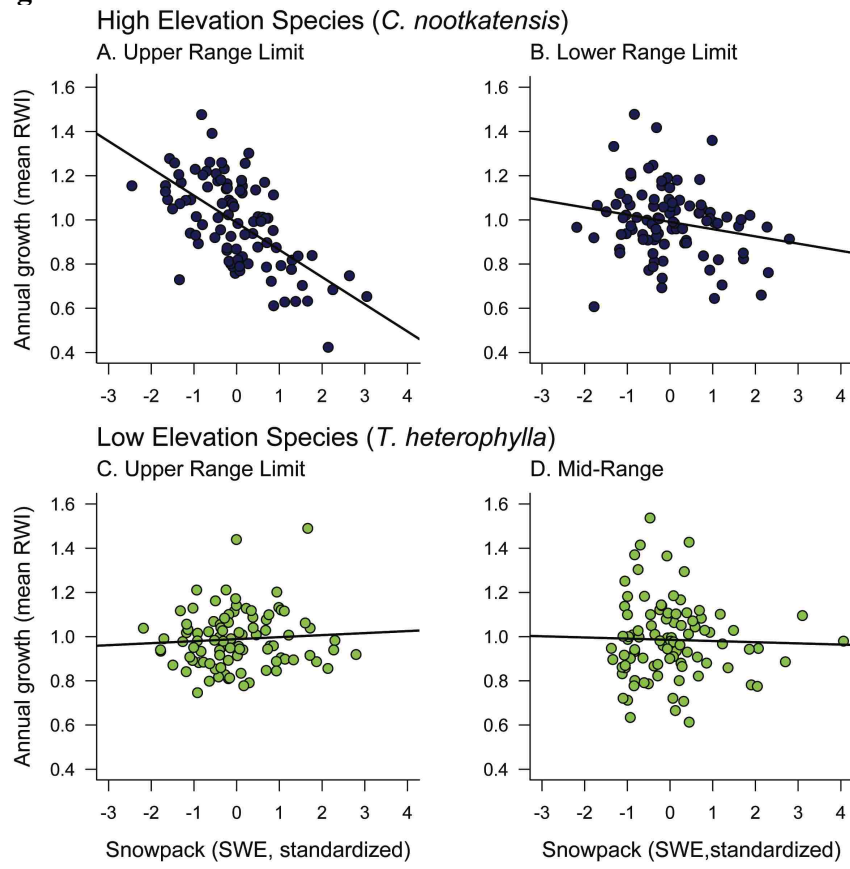 High Elevation Species (C. nootkatensis)
A. Upper Range Limit
B. Lower Range Limit
Annual growth (mean RWI)
1.6
1.4
1.2
1.0
0.8
0.6
0.4
-3 -2 -1 0 1 2 3 4
1.6
1.4
1.2
1.0
0.8
0.6
0.4
-3 -2 -1 0 1 2 3 4
Low Elevation Species (T. heterophylla)
C. Upper Range Limit
D. Mid-Range
Annual growth (mean RWI)
1.6
1.4
1.2
1.0
0.8
0.6
0.4
-3 -2 -1 0 1 2 3 4
Snowpack (SWE, standardized)
1.6
1.4
1.2
1.0
0.8
0.6
0.4
-3 -2 -1 0 1 2 3 4
Snowpack (SWE,standardized)